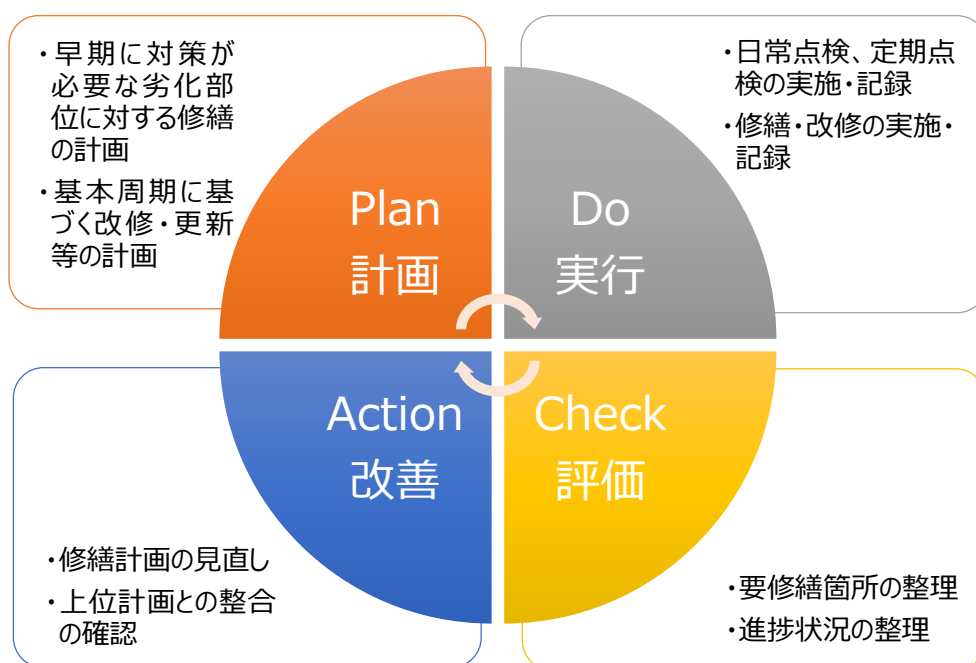 ・早期に対策が
必要な劣化部
位に対する修繕
の計画
・基本周期に基
づく改修・更新
等の計画
Plan
計画
Do
実行
・日常点検、定期点
検の実施・記録
・修繕・改修の実施・
記録
Action
改善
Check
評価
・修繕計画の見直し
・上位計画との整合
の確認
・要修繕箇所の整理
・進捗状況の整理